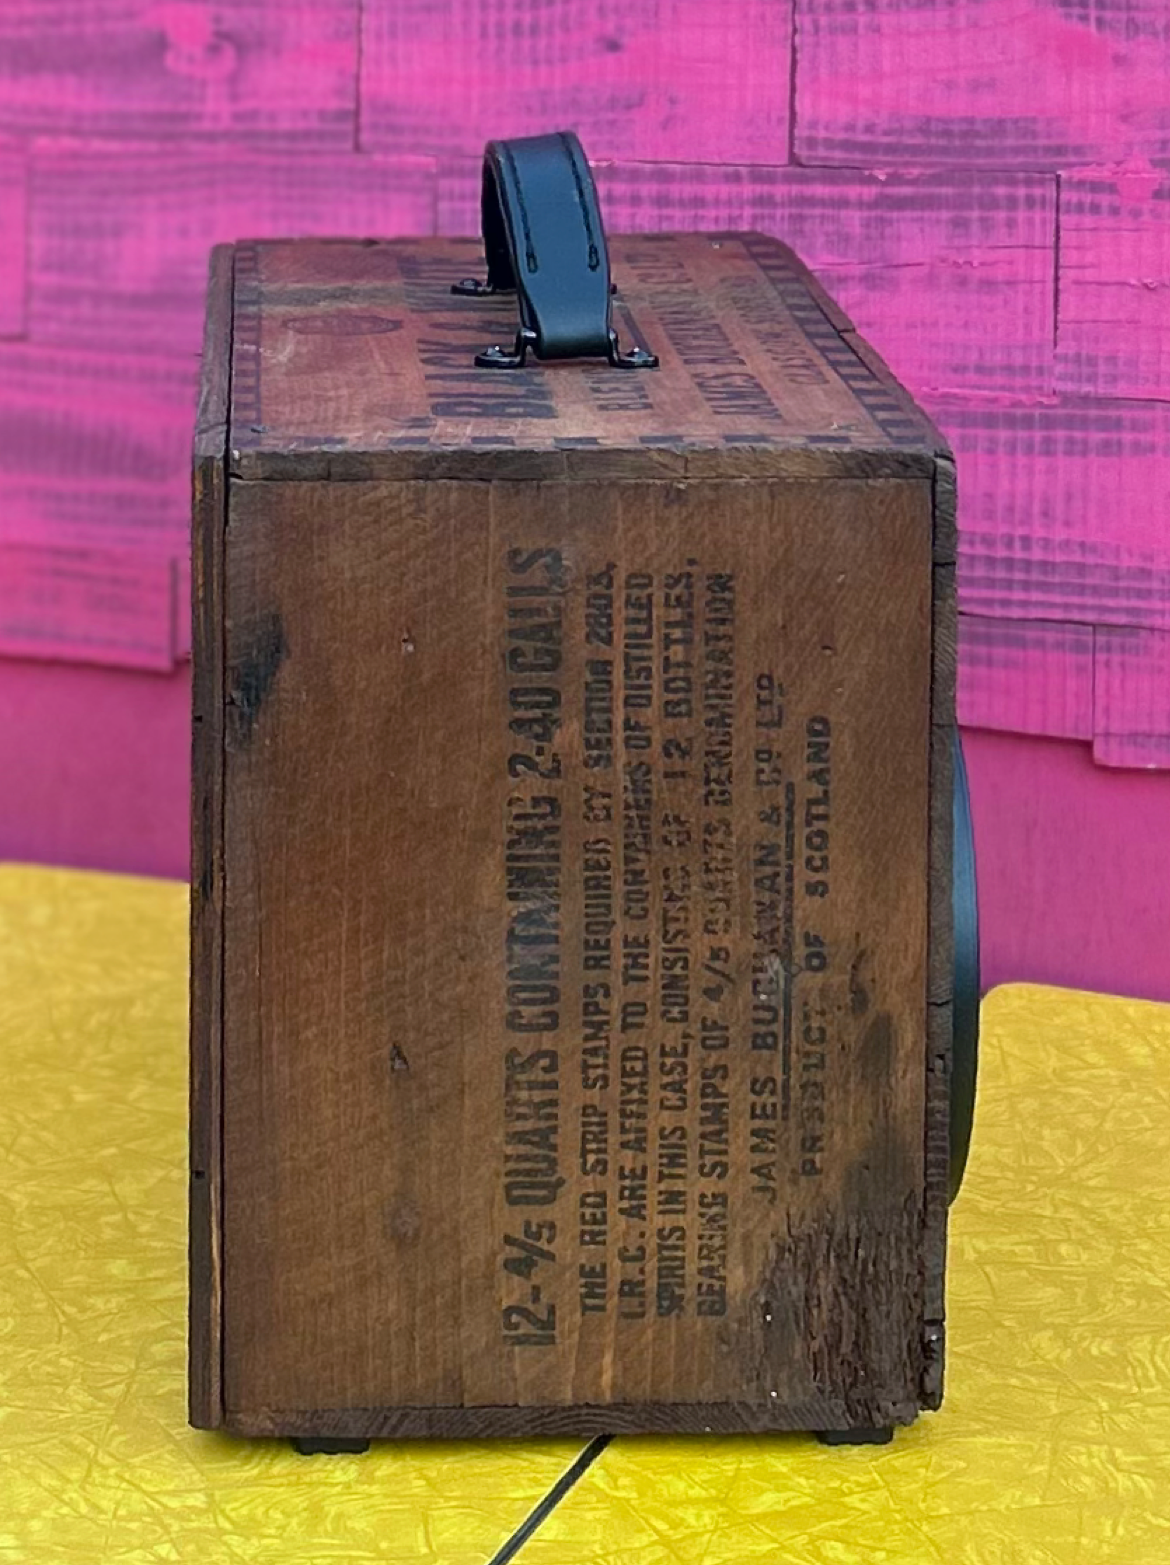 BLACK &
12-4/5 QUARTS CONTAINING 2·40 GALLS
THE RED STRIP STAMPS REQUIRED BY SECTION 2803,
I.R.C. ARE AFFIXED TO THE CONTAINERS OF DISTILLED
SPIRITS IN THIS CASE, CONSISTING OF 12 BOTTLES,
BEARING STAMPS OF 4/5 QUARTS DENOMINATION
JAMES BUCHANAN & Cº LTD
PRODUCT OF SCOTLAND